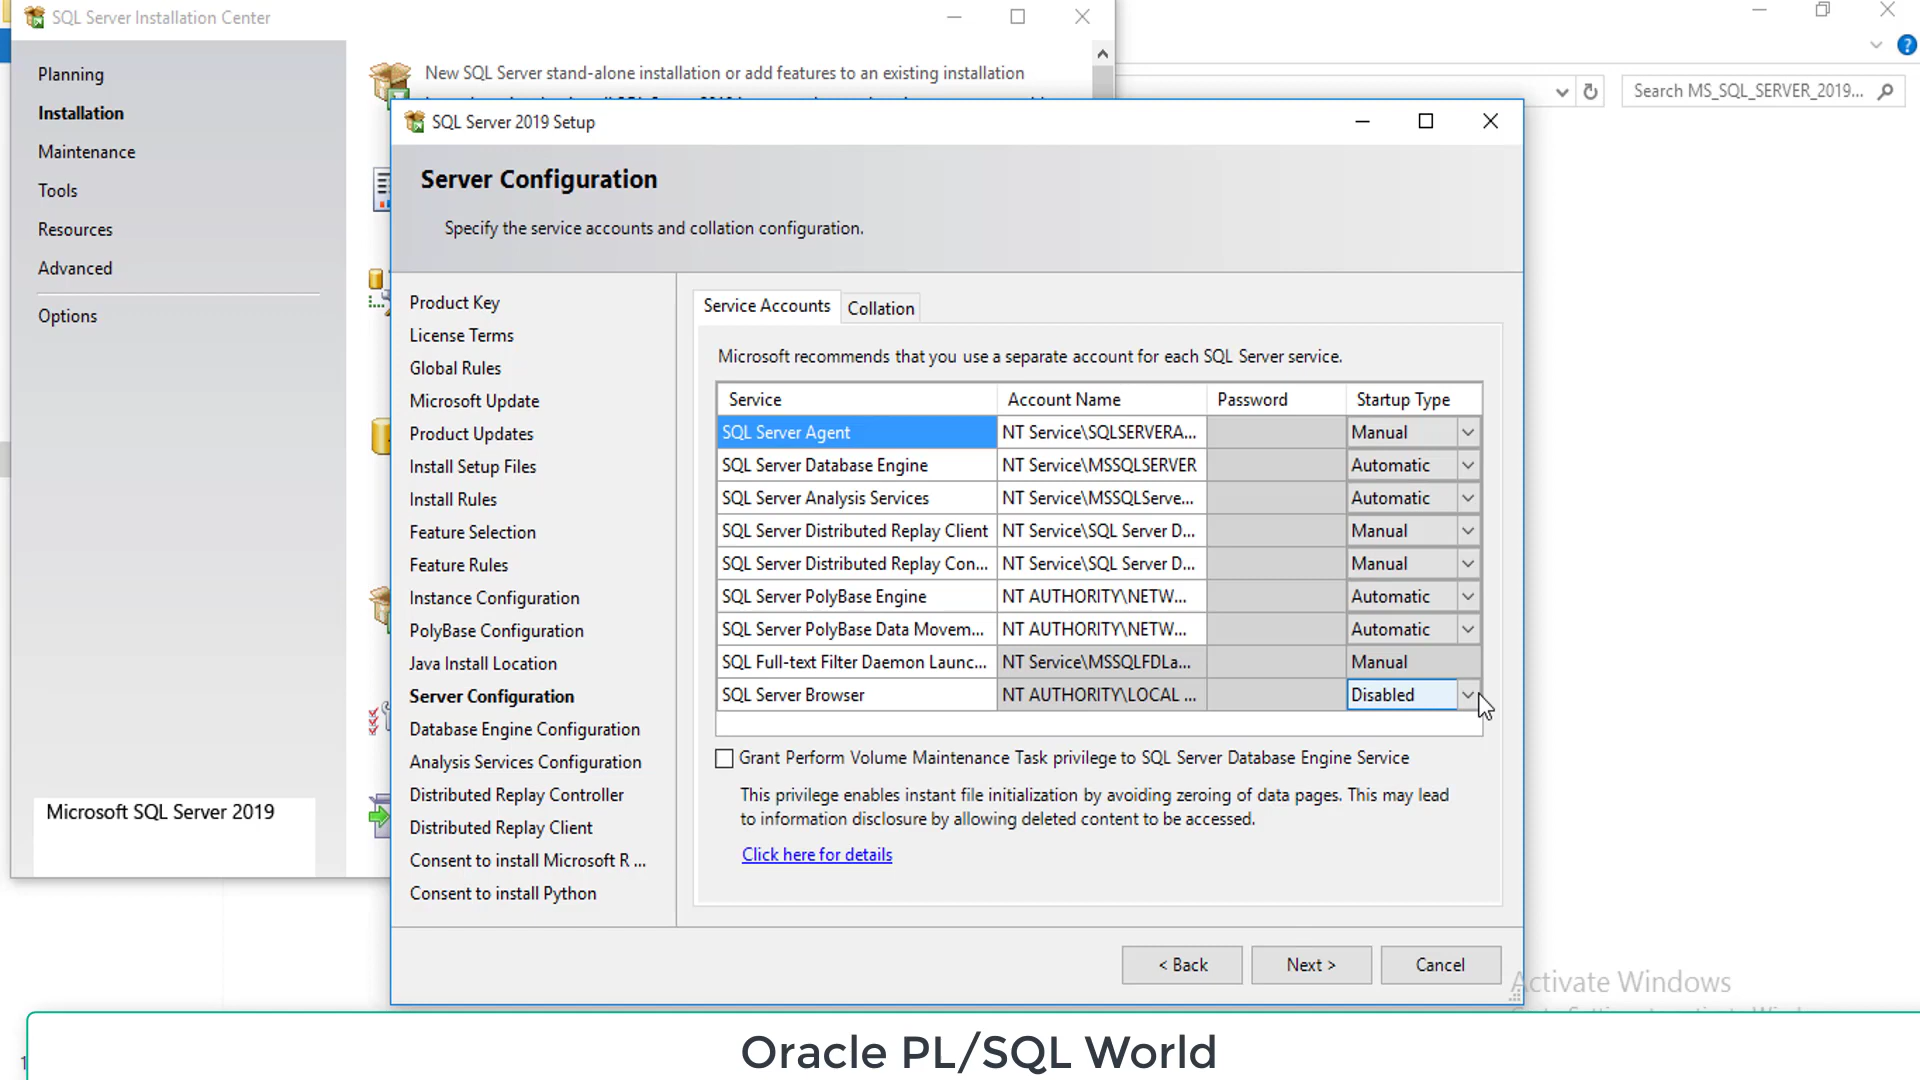 SQL Server Installation Center
Planning
Installation
Maintenance
Tools
Resources
Advanced
Options
Microsoft SQL Server 2019
New SQL Server stand-alone installation or add features to an existing installation
Search MS_SQL_SERVER_2019...
SQL Server 2019 Setup
Server Configuration
Specify the service accounts and collation configuration.
Product Key
License Terms
Global Rules
Microsoft Update
Product Updates
Install Setup Files
Install Rules
Feature Selection
Feature Rules
Instance Configuration
PolyBase Configuration
Java Install Location
Server Configuration
Database Engine Configuration
Analysis Services Configuration
Distributed Replay Controller
Distributed Replay Client
Consent to install Microsoft R ...
Consent to install Python
Service Accounts Collation
Microsoft recommends that you use a separate account for each SQL Server service.
Service Account Name Password Startup Type
SQL Server Agent NT Service\SQLSERVERA... Manual
SQL Server Database Engine NT Service\MSSQLSERVER Automatic
SQL Server Analysis Services NT Service\MSSQLServe... Automatic
SQL Server Distributed Replay Client NT Service\SQL Server D... Manual
SQL Server Distributed Replay Con... NT Service\SQL Server D... Manual
SQL Server PolyBase Engine NT AUTHORITY\NETW... Automatic
SQL Server PolyBase Data Movem... NT AUTHORITY\NETW... Automatic
SQL Full-text Filter Daemon Launc... NT Service\MSSQLFDLa... Manual
SQL Server Browser NT AUTHORITY\LOCAL ... Disabled
Grant Perform Volume Maintenance Task privilege to SQL Server Database Engine Service
This privilege enables instant file initialization by avoiding zeroing of data pages. This may lead
to information disclosure by allowing deleted content to be accessed.
Click here for details
< Back Next > Cancel
Activate Windows
Oracle PL/SQL World